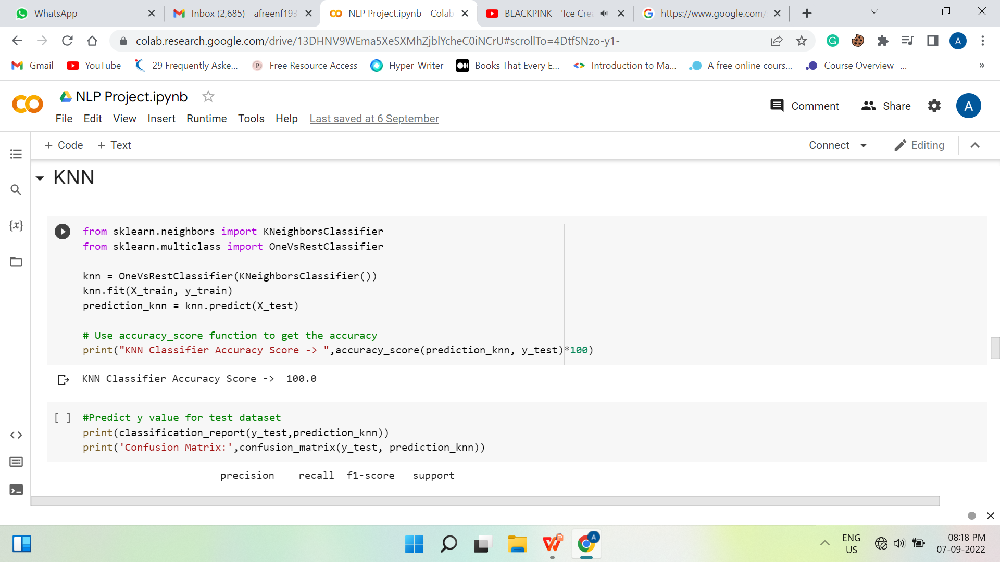 WhatsApp
Inbox (2,685) - afreenf193
NLP Project.ipynb - Colab
BLACKPINK - 'Ice Crea
https://www.google.com/
colab.research.google.com/drive/13DHNV9WEma5XeSXMhZjblYcheC0iNCrU#scrollTo=4DtfSNzo-y1-
A
Gmail
YouTube
29 Frequently Aske...
Free Resource Access
Hyper-Writer
Books That Every E...
Introduction to Ma...
A free online cours...
Course Overview -...
»
NLP Project.ipynb
Comment
Share
A
File Edit View Insert Runtime Tools Help Last saved at 6 September
+ Code + Text
Connect
Editing
KNN
{x}
from sklearn.neighbors import KNeighborsClassifier
from sklearn.multiclass import OneVsRestClassifier
knn = OneVsRestClassifier(KNeighborsClassifier())
knn.fit(X_train, y_train)
prediction_knn = knn.predict(X_test)
# Use accuracy_score function to get the accuracy
print("KNN Classifier Accuracy Score -> ",accuracy_score(prediction_knn, y_test)*100)
KNN Classifier Accuracy Score ->  100.0
[ ] #Predict y value for test dataset
print(classification_report(y_test,prediction_knn))
print('Confusion Matrix:',confusion_matrix(y_test, prediction_knn))
precision recall f1-score support
A
ENG
US
08:18 PM
07-09-2022